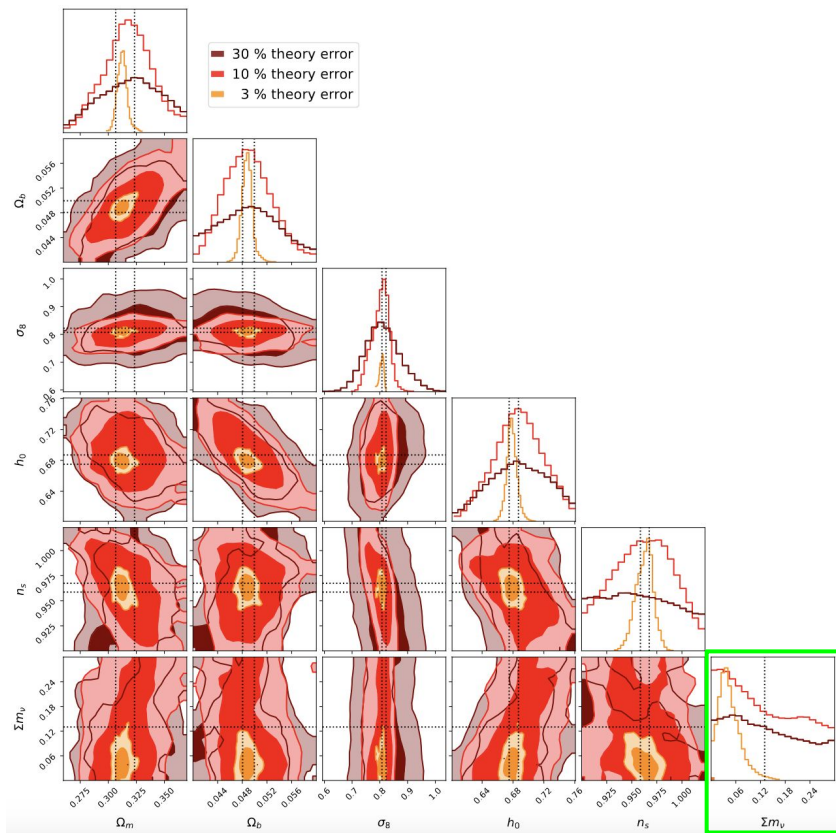 30 % theory error
10 % theory error
3 % theory error
0.056
0.052
0.048
0.044
Ω_b
1.0
0.9
0.8
0.7
0.6
σ_8
0.76
0.72
0.68
0.64
h_0
1.000
0.975
0.950
0.925
n_s
0.24
0.18
0.12
0.06
Σm_ν
0.275 0.300 0.325 0.350
0.044 0.048 0.052 0.056
0.6 0.7 0.8 0.9 1.0
0.64 0.68 0.72 0.76
0.925 0.950 0.975 1.000
0.06 0.12 0.18 0.24
Ω_m Ω_b σ_8 h_0 n_s Σm_ν